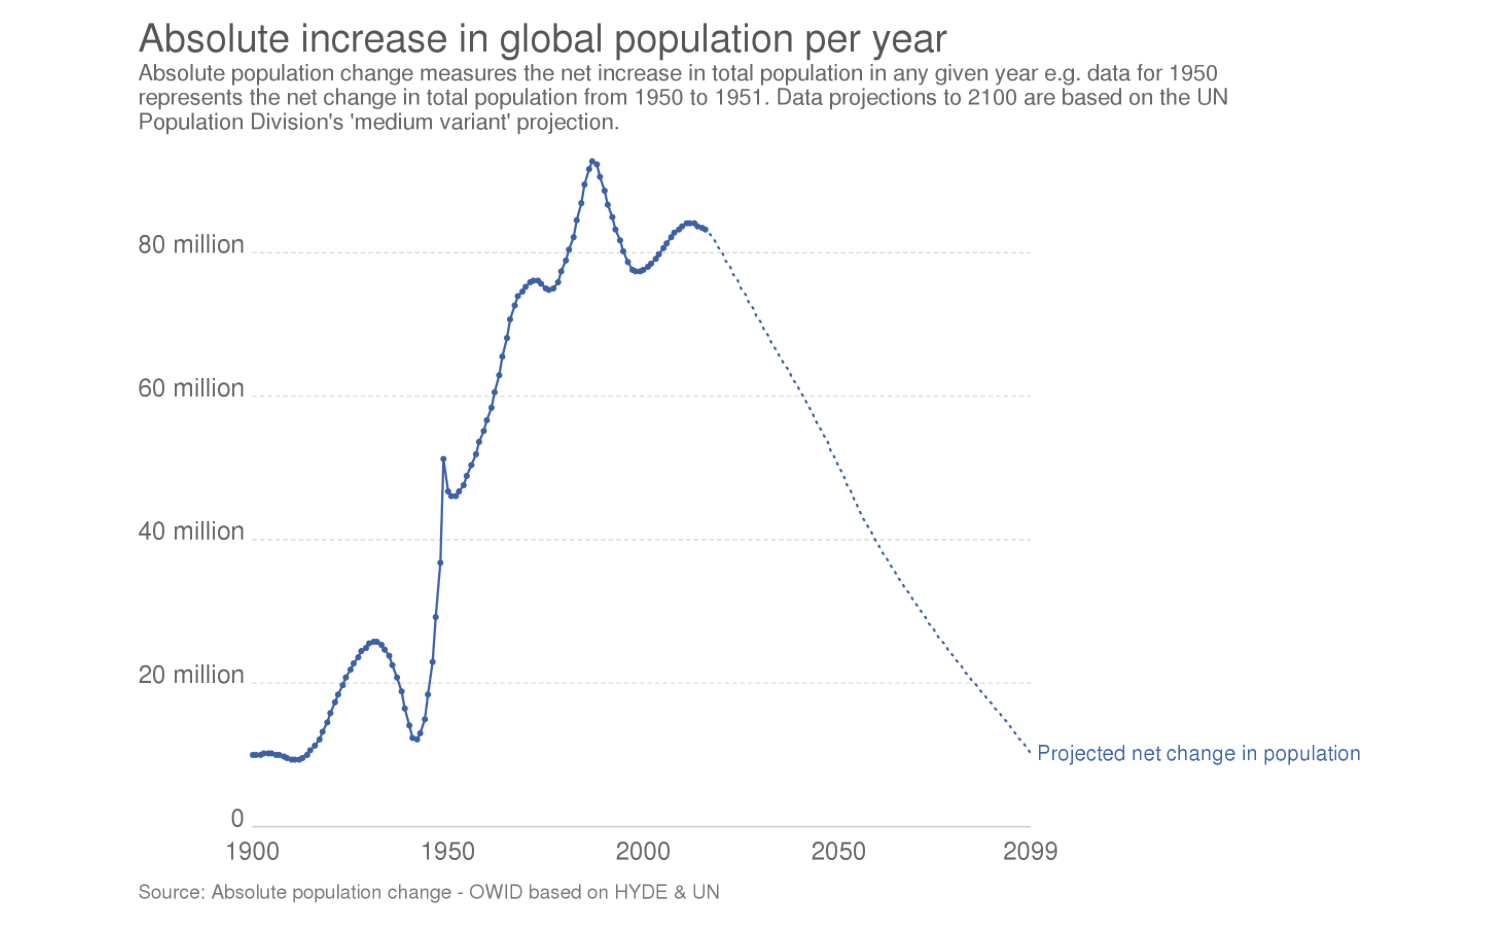 Absolute increase in global population per year
Absolute population change measures the net increase in total population in any given year e.g. data for 1950
represents the net change in total population from 1950 to 1951. Data projections to 2100 are based on the UN
Population Division's 'medium variant' projection.
80 million
60 million
40 million
20 million
Projected net change in population
0
1900
1950
2000
2050
2099
Source: Absolute population change - OWID based on HYDE & UN